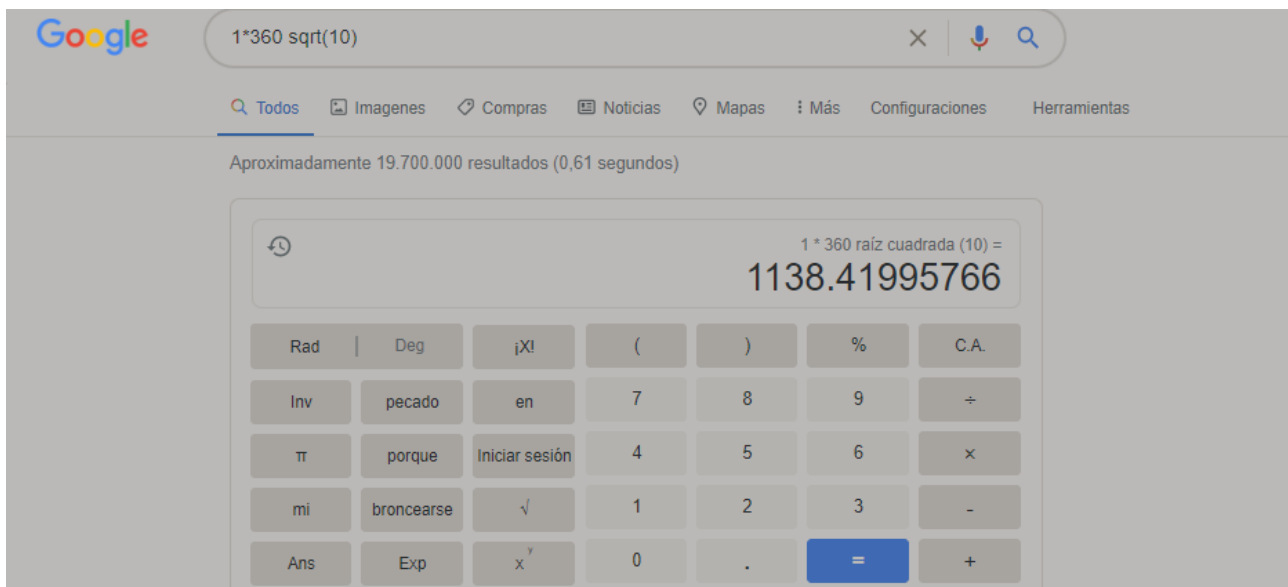 Google
1*360 sqrt(10)
Todos Imagenes Compras Noticias Mapas Más Configuraciones Herramientas
Aproximadamente 19.700.000 resultados (0,61 segundos)
1 * 360 raíz cuadrada (10) =
1138.41995766
Rad | Deg ¡X! ( ) % C.A.
Inv pecado en 7 8 9 ÷
π porque Iniciar sesión 4 5 6 ×
mi broncearse √ 1 2 3 -
Ans Exp x^y 0 . = +